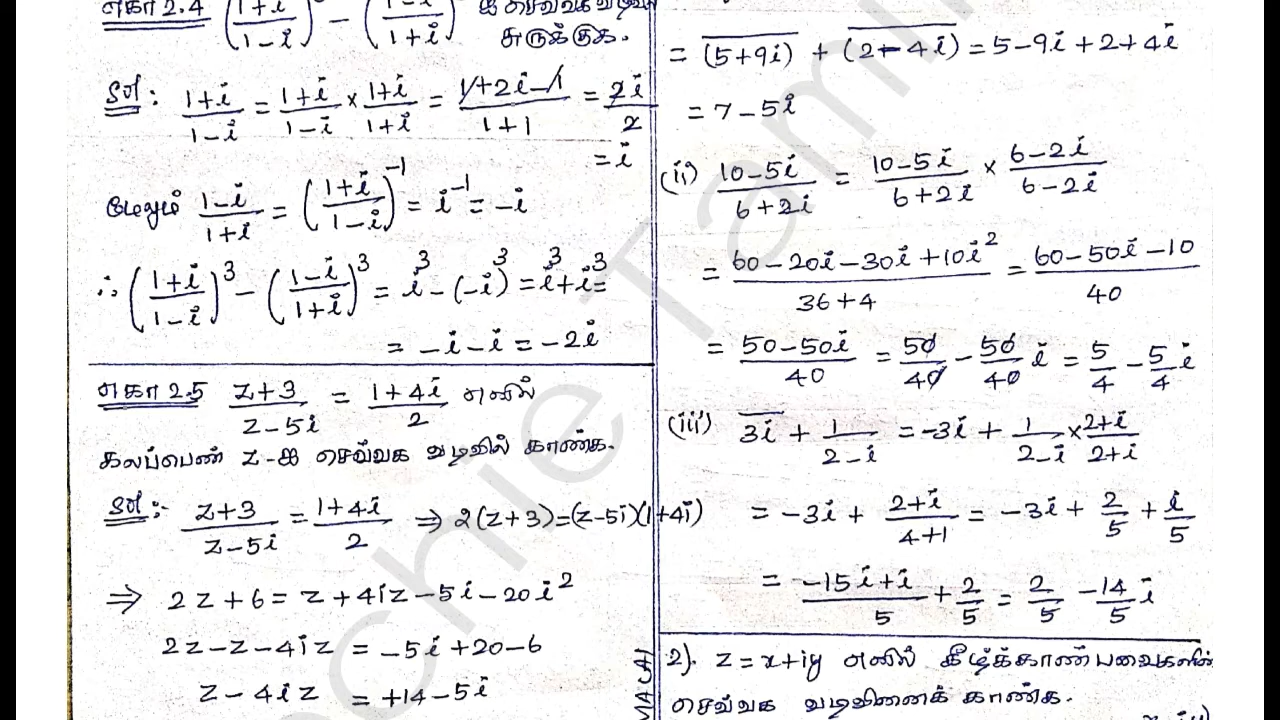 எகா 2.4 (1+i/1-i)³ - (1-i/1+i)³ ஐ செவ்வக வடிவில்
சுருக்குக.
Sol: 1+i/1-i = 1+i/1-i × 1+i/1+i = 1+2i-1/1+1 = 2i/2
= i
மேலும் 1-i/1+i = (1+i/1-i)⁻¹ = i⁻¹ = -i
∴ (1+i/1-i)³ - (1-i/1+i)³ = i³ - (-i)³ = i³+i³=
= -i-i = -2i
எகா 2.5 z+3/z-5i = 1+4i/2 எனில்
கலப்பெண் z-ஐ செவ்வக வடிவில் காண்க.
Sol:- z+3/z-5i = 1+4i/2 ⇒ 2(z+3)=(z-5i)(1+4i)
⇒ 2z+6 = z+4iz-5i-20i²
2z-z-4iz = -5i+20-6
z-4iz = +14-5i
= (5+9i)̅ + (2-4i)̅ = 5-9i+2+4i
= 7-5i
(ii) 10-5i/6+2i = 10-5i/6+2i × 6-2i/6-2i
= 60-20i-30i+10i²/36+4 = 60-50i-10/40
= 50-50i/40 = 50/40 - 50/40 i = 5/4 - 5/4 i
(iii) 3i̅ + 1/2-i = -3i + 1/2-i × 2+i/2+i
= -3i + 2+i/4+1 = -3i + 2/5 + i/5
= -15i+i/5 + 2/5 = 2/5 - 14/5 i
2). z = x+iy எனில் கீழ்க்காண்பவைகளின்
செவ்வக வடிவினைக் காண்க.